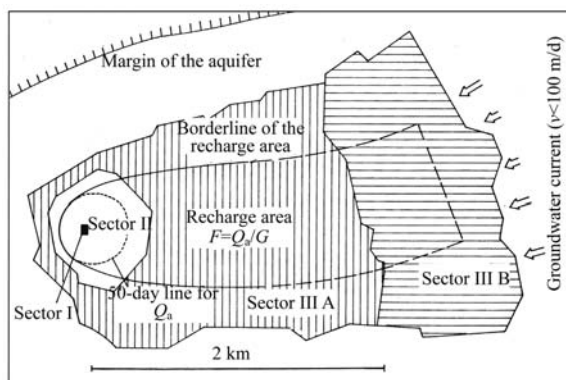 Margin of the aquifer
Borderline of the
recharge area
Groundwater current (v<100 m/d)
Sector II
Recharge area
F=Qa/G
50-day line for
Qa
Sector I
Sector III A
Sector III B
2 km